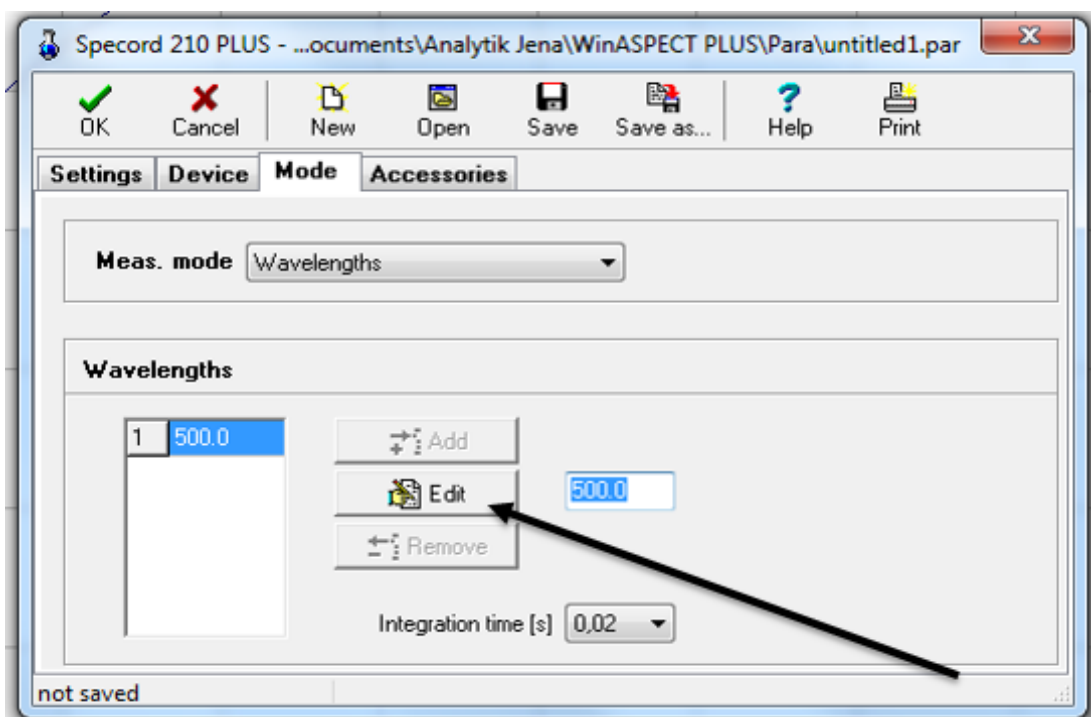 Specord 210 PLUS - ...ocuments\Analytik Jena\WinASPECT PLUS\Para\untitled1.par
OK Cancel New Open Save Save as... Help Print
Settings Device Mode Accessories
Meas. mode Wavelengths
Wavelengths
1 500.0
Add
Edit 500.0
Remove
Integration time [s] 0,02
not saved